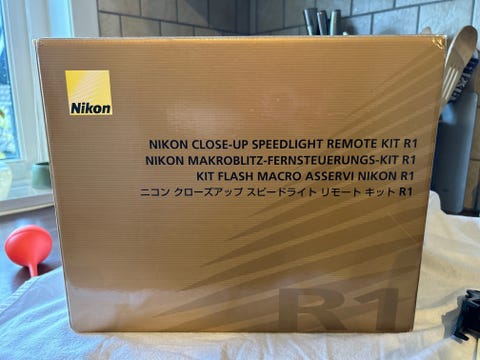 Nikon
NIKON CLOSE-UP SPEEDLIGHT REMOTE KIT R1
NIKON MAKROBLITZ-FERNSTEUERUNGS-KIT R1
KIT FLASH MACRO ASSERVI NIKON R1
ニコン クローズアップ スピードライト リモート キット R1
R1